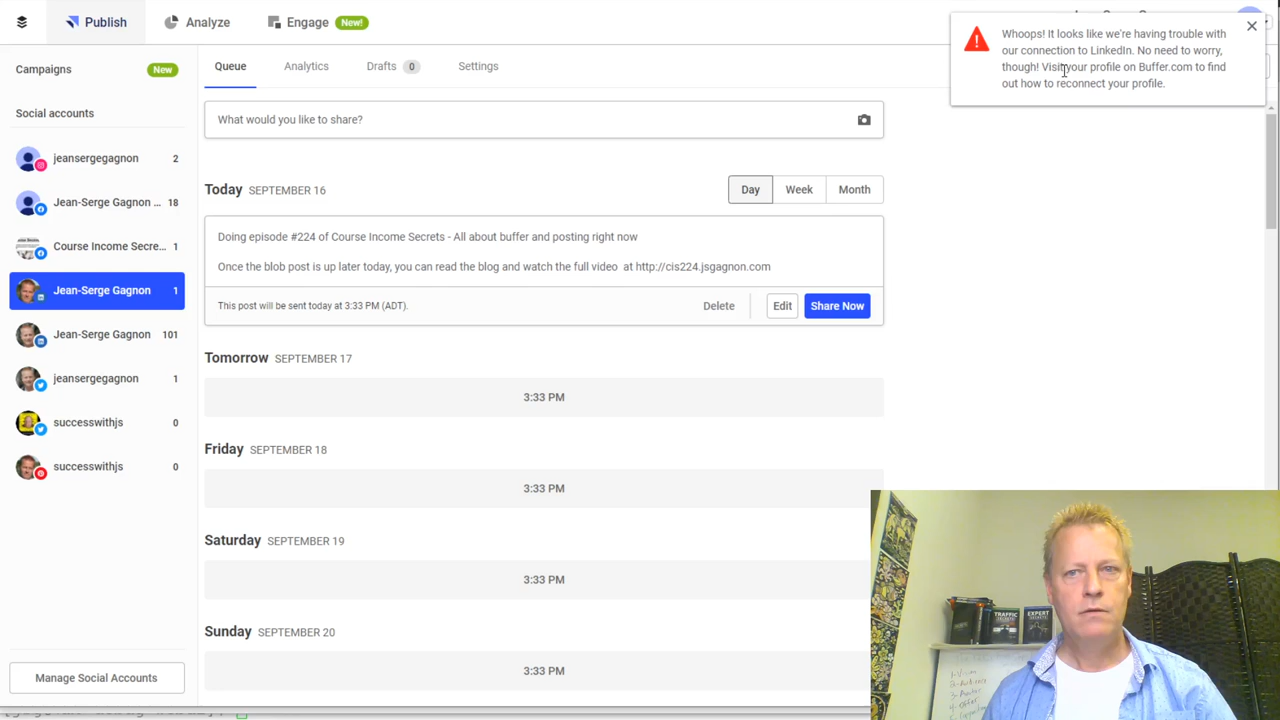 Publish
Analyze
Engage
New!
Whoops! It looks like we're having trouble with
our connection to LinkedIn. No need to worry,
though! Visit your profile on Buffer.com to find
out how to reconnect your profile.
Campaigns
New
Social accounts
jeansergegagnon 2
Jean-Serge Gagnon ... 18
Course Income Secre... 1
Jean-Serge Gagnon 1
Jean-Serge Gagnon 101
jeansergegagnon 1
successwithjs 0
successwithjs 0
Manage Social Accounts
Queue
Analytics
Drafts 0
Settings
What would you like to share?
Today SEPTEMBER 16
Day
Week
Month
Doing episode #224 of Course Income Secrets - All about buffer and posting right now
Once the blob post is up later today, you can read the blog and watch the full video at http://cis224.jsgagnon.com
This post will be sent today at 3:33 PM (ADT).
Delete
Edit
Share Now
Tomorrow SEPTEMBER 17
3:33 PM
Friday SEPTEMBER 18
3:33 PM
Saturday SEPTEMBER 19
3:33 PM
Sunday SEPTEMBER 20
3:33 PM
TRAFFIC
EXPERT